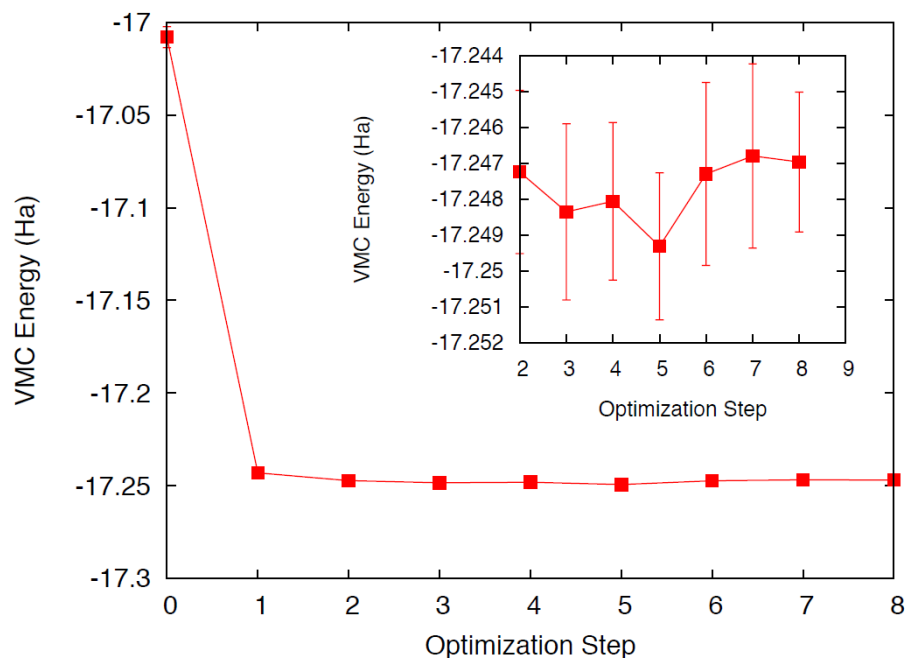 -17
-17.05
-17.1
-17.15
-17.2
-17.25
-17.3
VMC Energy (Ha)
0 1 2 3 4 5 6 7 8
Optimization Step
-17.244
-17.245
-17.246
-17.247
-17.248
-17.249
-17.25
-17.251
-17.252
VMC Energy (Ha)
2 3 4 5 6 7 8 9
Optimization Step